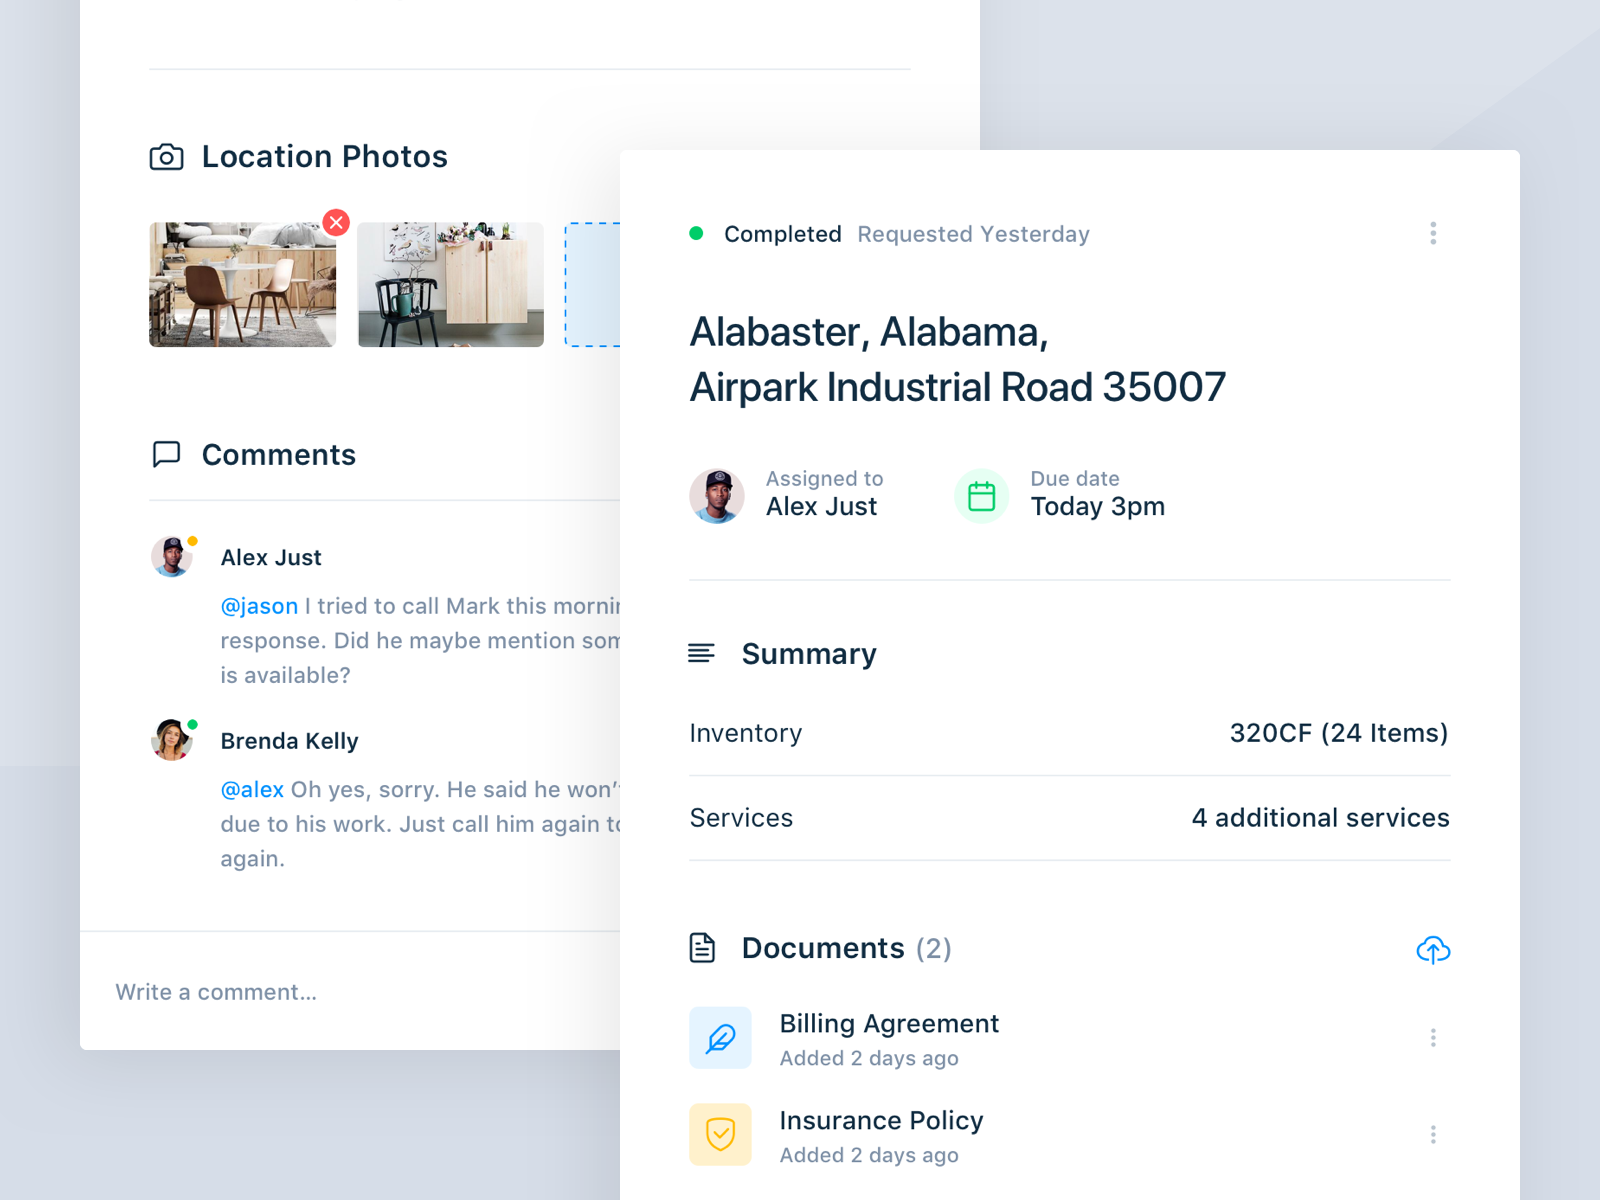 Location Photos
Comments
Alex Just
@jason I tried to call Mark this
response. Did he maybe mention
is available?
Brenda Kelly
@alex Oh yes, sorry. He said he
due to his work. Just call him again
again.
Write a comment...
Completed Requested Yesterday
Alabaster, Alabama,
Airpark Industrial Road 35007
Assigned to
Alex Just
Due date
Today 3pm
Summary
Inventory 320CF (24 Items)
Services 4 additional services
Documents (2)
Billing Agreement
Added 2 days ago
Insurance Policy
Added 2 days ago